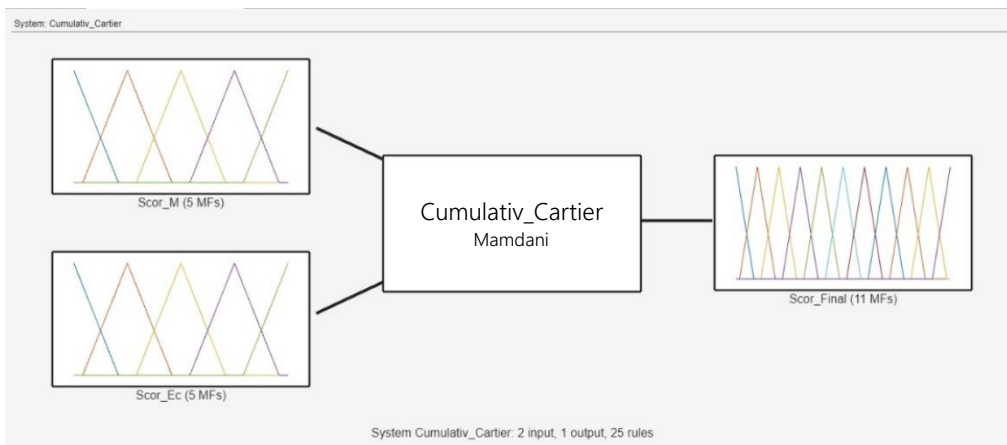 System: Cumulativ_Cartier
Scor_M (5 MFs)
Cumulativ_Cartier
Mamdani
Scor_Final (11 MFs)
Scor_Ec (5 MFs)
System Cumulativ_Cartier: 2 input, 1 output, 25 rules